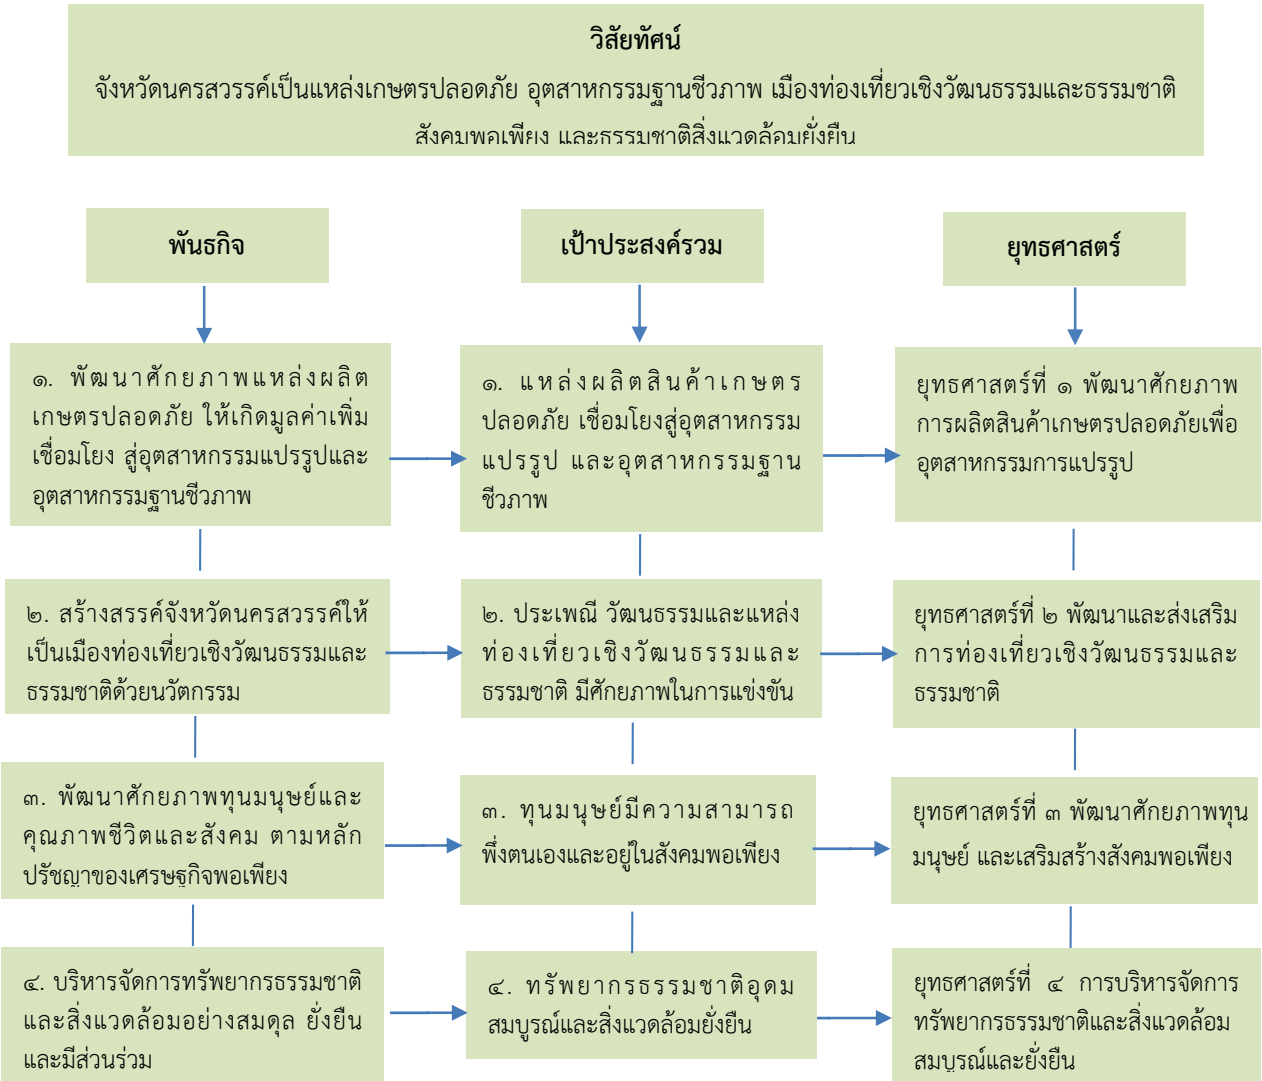 วิสัยทัศน์
จังหวัดนครสวรรค์เป็นแหล่งเกษตรปลอดภัย อุตสาหกรรมฐานชีวภาพ เมืองท่องเที่ยวเชิงวัฒนธรรมและธรรมชาติ
สังคมพอเพียง และธรรมชาติสิ่งแวดล้อมยั่งยืน
พันธกิจ
เป้าประสงค์รวม
ยุทธศาสตร์
๑. พัฒนาศักยภาพแหล่งผลิต
เกษตรปลอดภัย ให้เกิดมูลค่าเพิ่ม
เชื่อมโยง สู่อุตสาหกรรมแปรรูปและ
อุตสาหกรรมฐานชีวภาพ
๑. แหล่งผลิตสินค้าเกษตร
ปลอดภัย เชื่อมโยงสู่อุตสาหกรรม
แปรรูป และอุตสาหกรรมฐาน
ชีวภาพ
ยุทธศาสตร์ที่ ๑ พัฒนาศักยภาพ
การผลิตสินค้าเกษตรปลอดภัยเพื่อ
อุตสาหกรรมการแปรรูป
๒. สร้างสรรค์จังหวัดนครสวรรค์ให้
เป็นเมืองท่องเที่ยวเชิงวัฒนธรรมและ
ธรรมชาติด้วยนวัตกรรม
๒. ประเพณี วัฒนธรรมและแหล่ง
ท่องเที่ยวเชิงวัฒนธรรมและ
ธรรมชาติ มีศักยภาพในการแข่งขัน
ยุทธศาสตร์ที่ ๒ พัฒนาและส่งเสริม
การท่องเที่ยวเชิงวัฒนธรรมและ
ธรรมชาติ
๓. พัฒนาศักยภาพทุนมนุษย์และ
คุณภาพชีวิตและสังคม ตามหลัก
ปรัชญาของเศรษฐกิจพอเพียง
๓. ทุนมนุษย์มีความสามารถ
พึ่งตนเองและอยู่ในสังคมพอเพียง
ยุทธศาสตร์ที่ ๓ พัฒนาศักยภาพทุน
มนุษย์ และเสริมสร้างสังคมพอเพียง
๔. บริหารจัดการทรัพยากรธรรมชาติ
และสิ่งแวดล้อมอย่างสมดุล ยั่งยืน
และมีส่วนร่วม
๔. ทรัพยากรธรรมชาติอุดม
สมบูรณ์และสิ่งแวดล้อมยั่งยืน
ยุทธศาสตร์ที่ ๔ การบริหารจัดการ
ทรัพยากรธรรมชาติและสิ่งแวดล้อม
สมบูรณ์และยั่งยืน